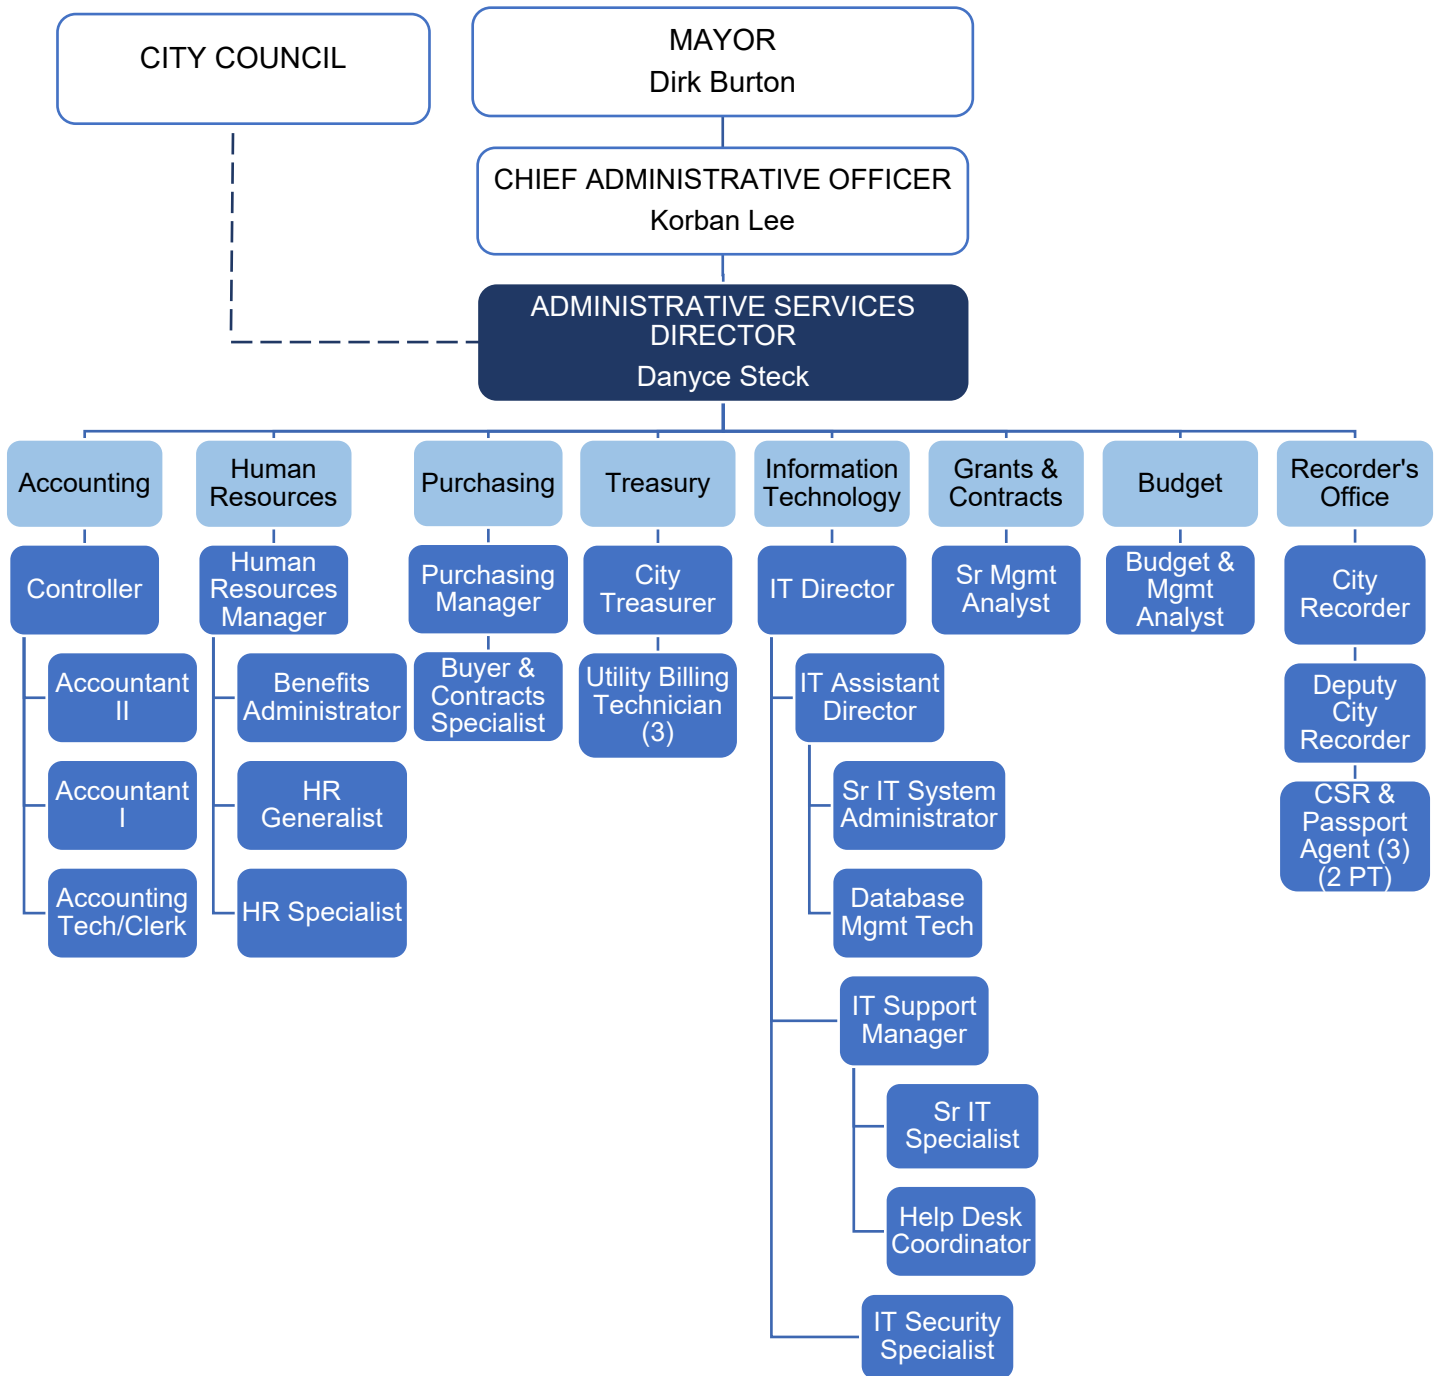 CITY COUNCIL
MAYOR
Dirk Burton
CHIEF ADMINISTRATIVE OFFICER
Korban Lee
ADMINISTRATIVE SERVICES
DIRECTOR
Danyce Steck
Accounting
Controller
Accountant
II
Accountant
I
Accounting
Tech/Clerk
Human
Resources
Human
Resources
Manager
Benefits
Administrator
HR
Generalist
HR Specialist
Purchasing
Purchasing
Manager
Buyer &
Contracts
Specialist
Treasury
City
Treasurer
Utility Billing
Technician
(3)
Information
Technology
IT Director
IT Assistant
Director
Sr IT System
Administrator
Database
Mgmt Tech
IT Support
Manager
Sr IT
Specialist
Help Desk
Coordinator
IT Security
Specialist
Grants &
Contracts
Sr Mgmt
Analyst
Budget
Budget &
Mgmt
Analyst
Recorder's
Office
City
Recorder
Deputy
City
Recorder
CSR &
Passport
Agent (3)
(2 PT)